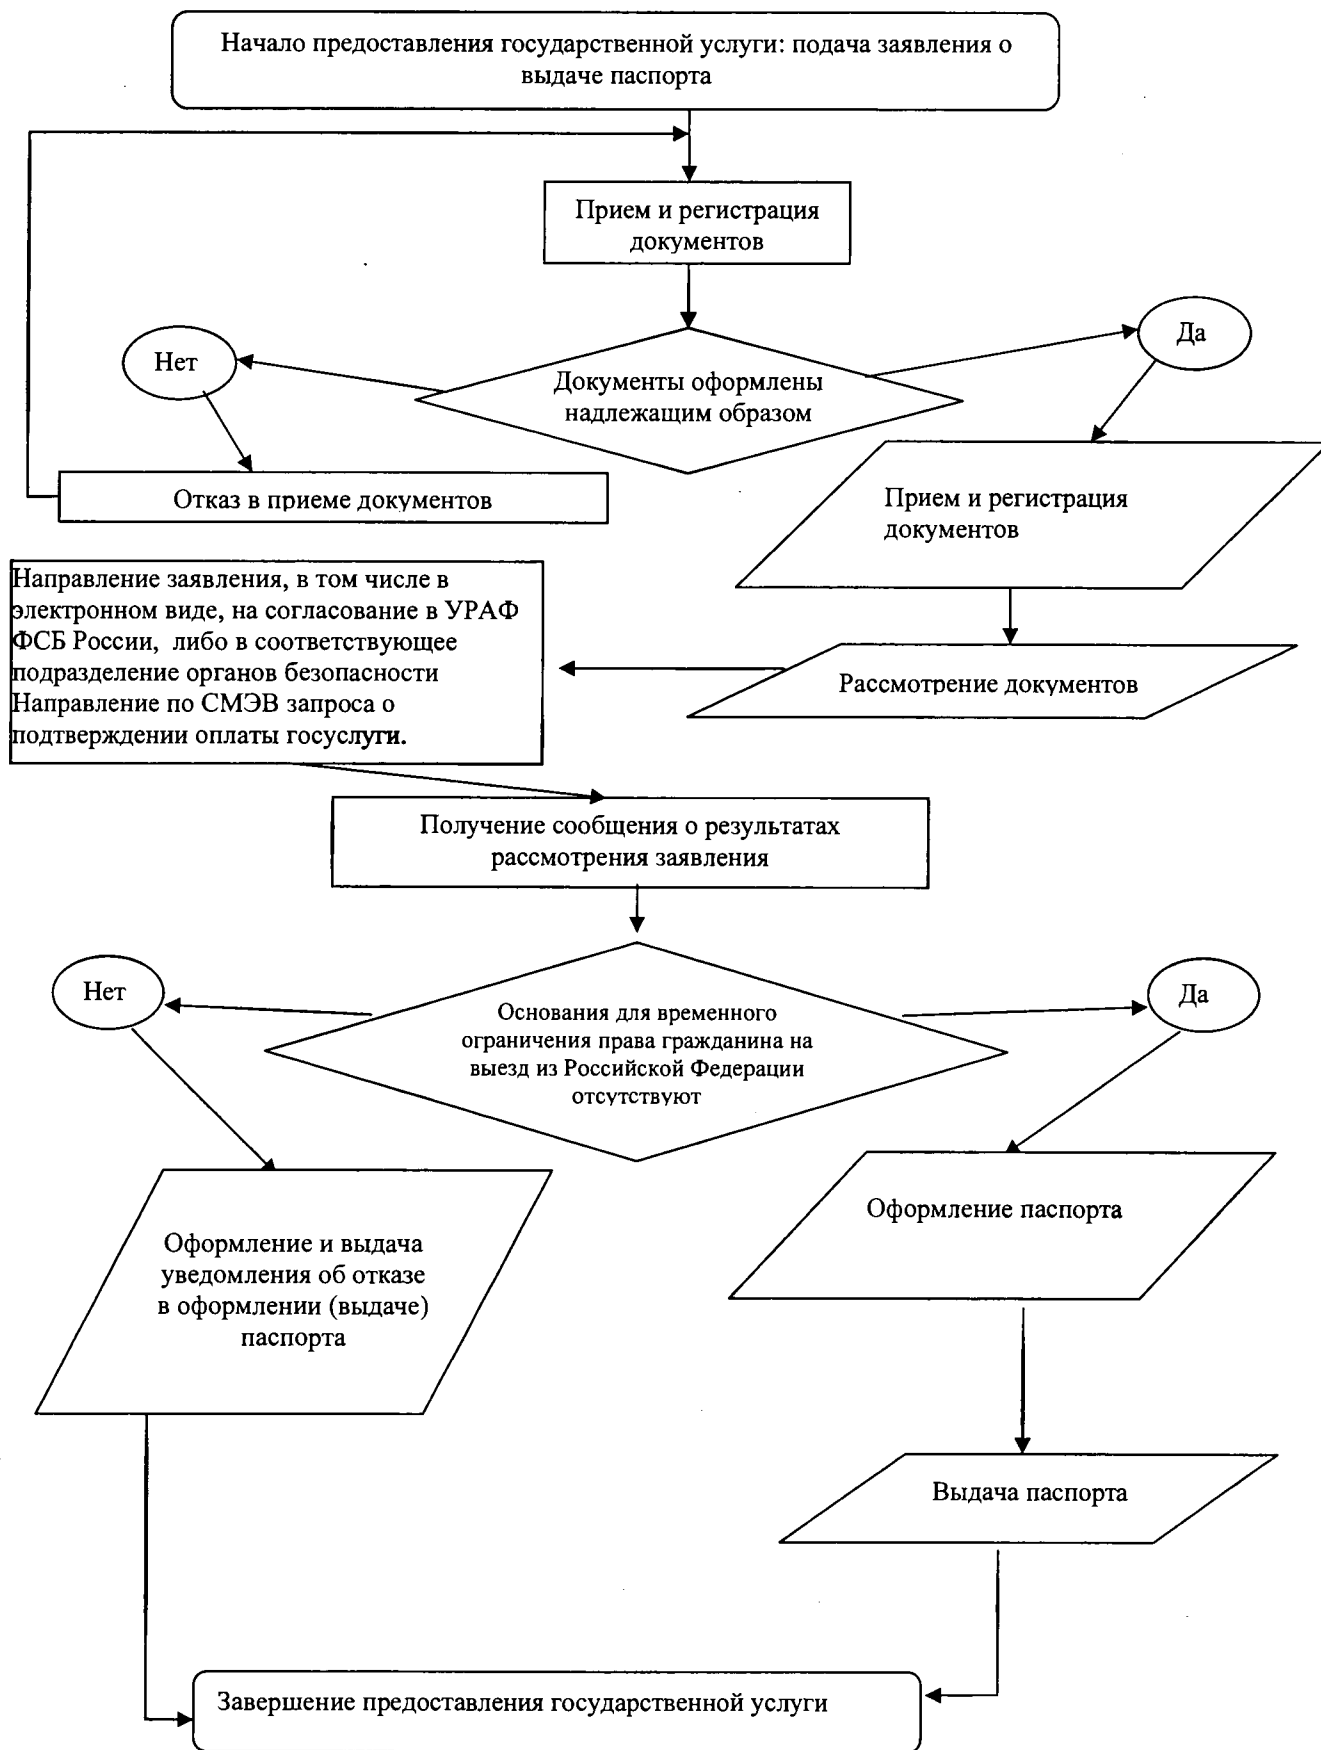 Начало предоставления государственной услуги: подача заявления о
выдаче паспорта
Прием и регистрация
документов
Нет
Да
Документы оформлены
надлежащим образом
Отказ в приеме документов
Прием и регистрация
документов
Направление заявления, в том числе в
электронном виде, на согласование в УРАФ
ФСБ России, либо в соответствующее
подразделение органов безопасности
Направление по СМЭВ запроса о
подтверждении оплаты госуслуги.
Рассмотрение документов
Получение сообщения о результатах
рассмотрения заявления
Нет
Да
Основания для временного
ограничения права гражданина на
выезд из Российской Федерации
отсутствуют
Оформление и выдача
уведомления об отказе
в оформлении (выдаче)
паспорта
Оформление паспорта
Выдача паспорта
Завершение предоставления государственной услуги